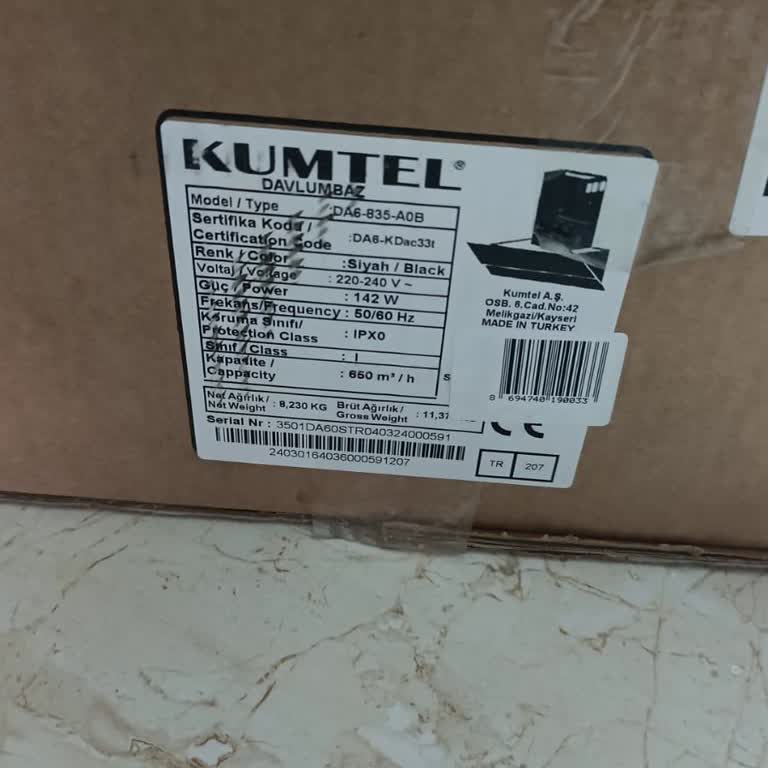 KUMTEL®
DAVLUMBAZ
Model / Type :DA6-835-A0B
Sertifika Kodu /
Certification Code :DA6-KDac33t
Renk / Color :Siyah / Black
Voltaj / Voltage : 220-240 V ~
Güç / Power : 142 W
Frekans/Frequency : 50/60 Hz
Koruma Sınıfı/
Protection Class : IPX0
Sınıf / Class : I
Kapasite /
Cappacity : 650 m³ / h
Net Ağırlık/
Net Weight : 8,230 KG
Brüt Ağırlık/
Gross Weight : 11,37
Serial Nr : 3501DA60STR040324000591
24030164036000591207
Kumtel A.Ş.
OSB. 6.Cad.No:42
Melikgazi/Kayseri
MADE IN TURKEY
8 694740 190033
CE
TR 207